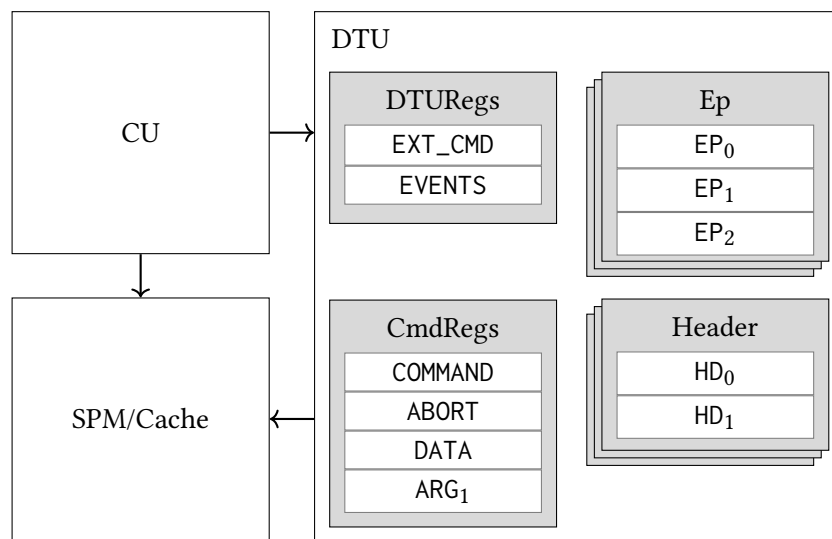 DTU
CU
DTURegs
EXT_CMD
EVENTS
Ep
EP0
EP1
EP2
SPM/Cache
CmdRegs
COMMAND
ABORT
DATA
ARG1
Header
HD0
HD1